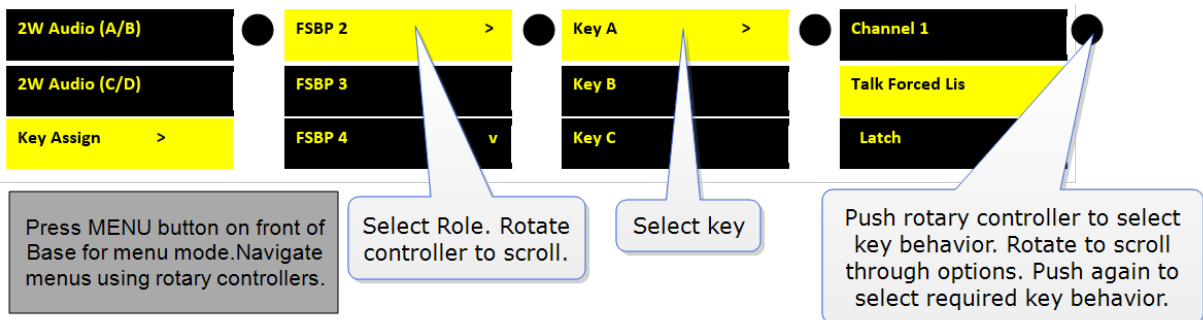 2W Audio (A/B)
2W Audio (C/D)
Key Assign >
FSBP 2 >
FSBP 3
FSBP 4 v
Key A >
Key B
Key C
Channel 1
Talk Forced Lis
Latch
Press MENU button on front of
Base for menu mode.Navigate
menus using rotary controllers.
Select Role. Rotate
controller to scroll.
Select key
Push rotary controller to select
key behavior. Rotate to scroll
through options. Push again to
select required key behavior.